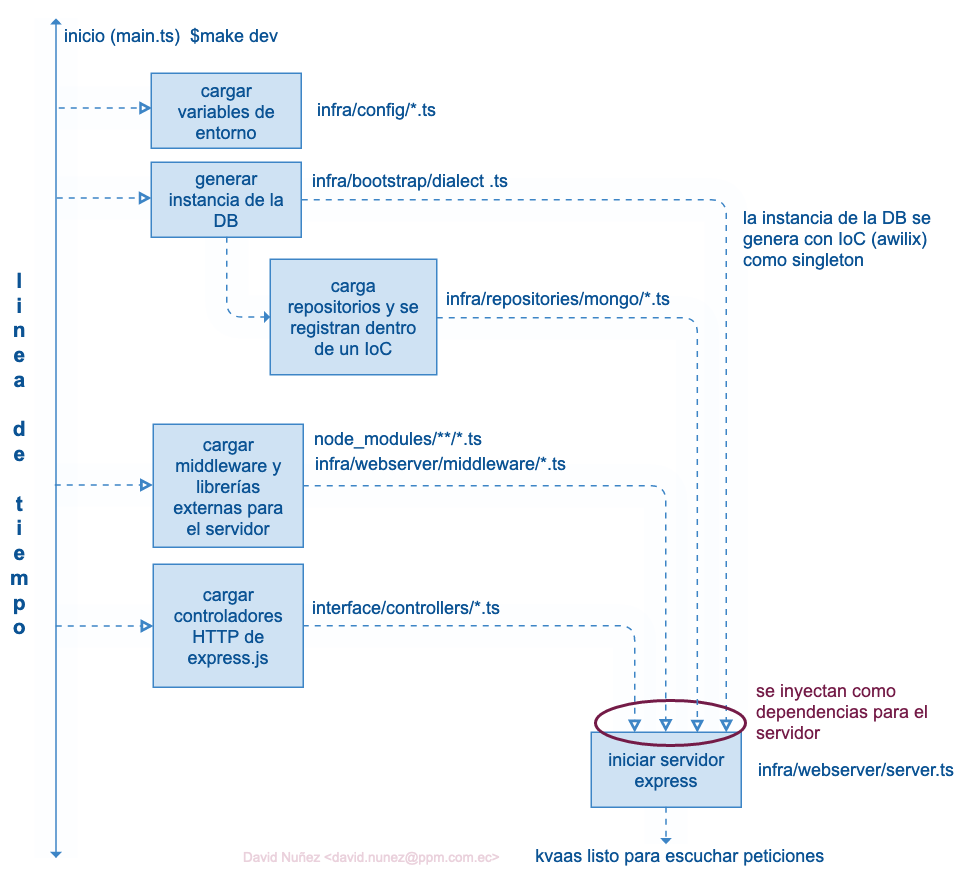 inicio (main.ts)  $make dev
cargar
variables de
entorno
infra/config/*.ts
generar
instancia de la
DB
infra/bootstrap/dialect .ts
la instancia de la DB se
genera con IoC (awilix)
como singleton
linea de tiempo
carga
repositorios y se
registran dentro
de un IoC
infra/repositories/mongo/*.ts
cargar
middleware y
librerías
externas para
el servidor
node_modules/**/*.ts
infra/webserver/middleware/*.ts
cargar
controladores
HTTP de
express.js
interface/controllers/*.ts
se inyectan como
dependencias para el
servidor
iniciar servidor
express
infra/webserver/server.ts
kvaas listo para escuchar peticiones
David Nuñez <david.nunez@ppm.com.ec>